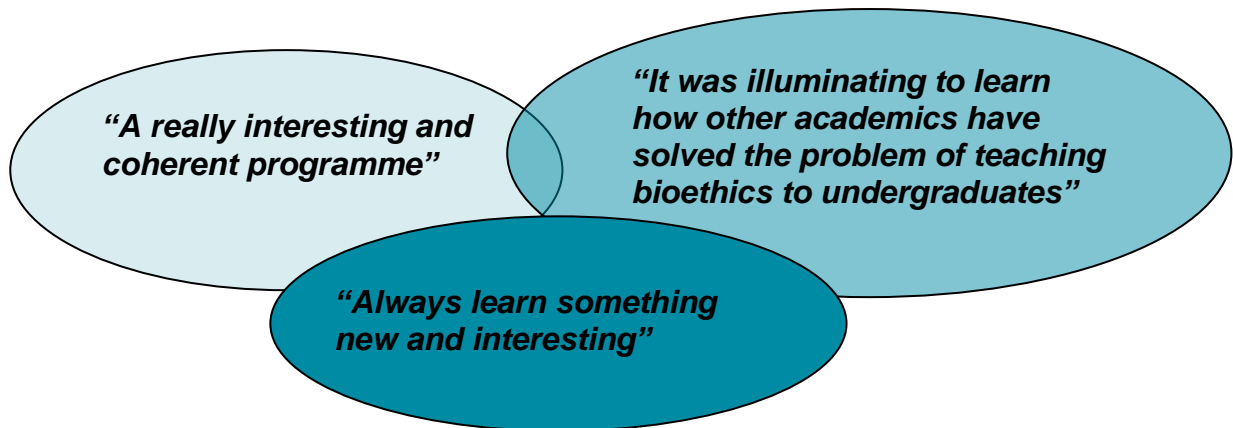 “A really interesting and
coherent programme”
“It was illuminating to learn
how other academics have
solved the problem of teaching
bioethics to undergraduates”
“Always learn something
new and interesting”